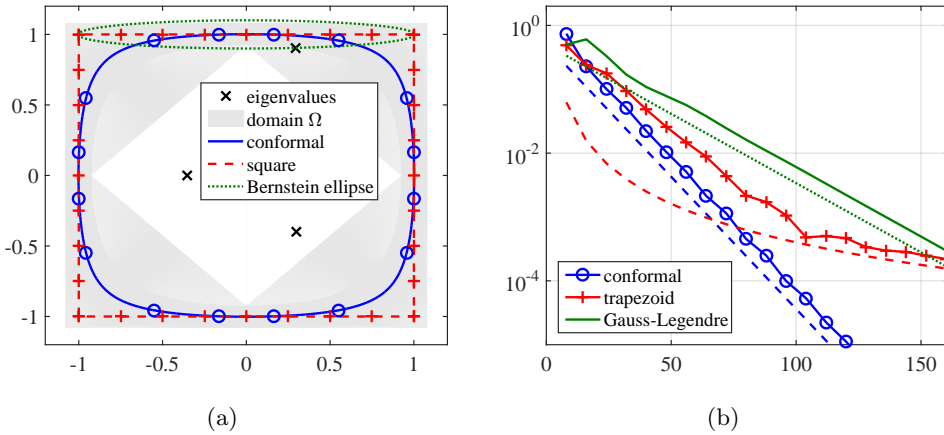 1
0.5
0
-0.5
-1
-1
-0.5
0
0.5
1
eigenvalues
domain Ω
conformal
square
Bernstein ellipse
(a)
10^0
10^-2
10^-4
0
50
100
150
conformal
trapezoid
Gauss-Legendre
(b)